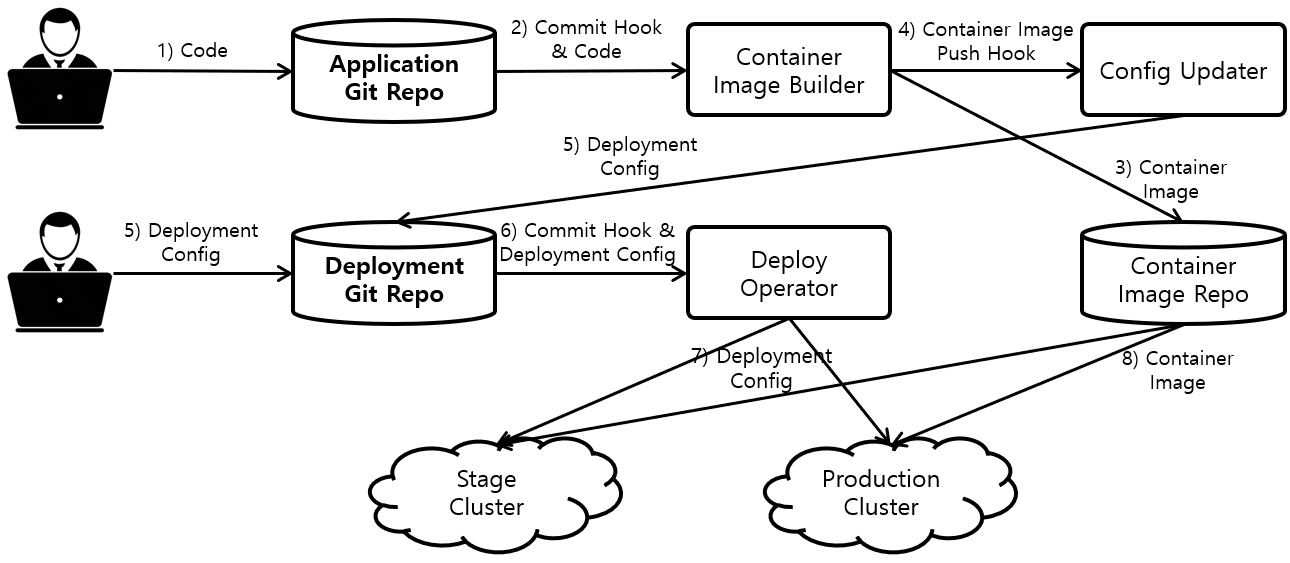 1) Code
Application
Git Repo
2) Commit Hook
& Code
Container
Image Builder
4) Container Image
Push Hook
Config Updater
5) Deployment
Config
3) Container
Image
5) Deployment
Config
Deployment
Git Repo
6) Commit Hook &
Deployment Config
Deploy
Operator
Container
Image Repo
7) Deployment
Config
8) Container
Image
Stage
Cluster
Production
Cluster